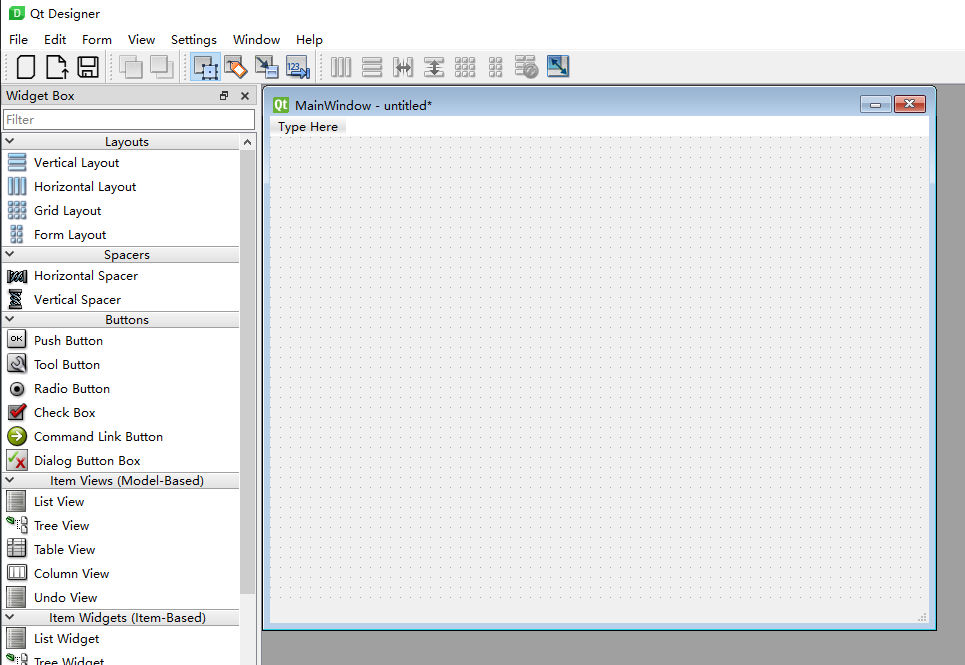 Qt Designer
File Edit Form View Settings Window Help
Widget Box
Filter
Layouts
Vertical Layout
Horizontal Layout
Grid Layout
Form Layout
Spacers
Horizontal Spacer
Vertical Spacer
Buttons
OK Push Button
Tool Button
Radio Button
Check Box
Command Link Button
Dialog Button Box
Item Views (Model-Based)
List View
Tree View
Table View
Column View
Undo View
Item Widgets (Item-Based)
List Widget
Tree Widget
Qt MainWindow - untitled*
Type Here